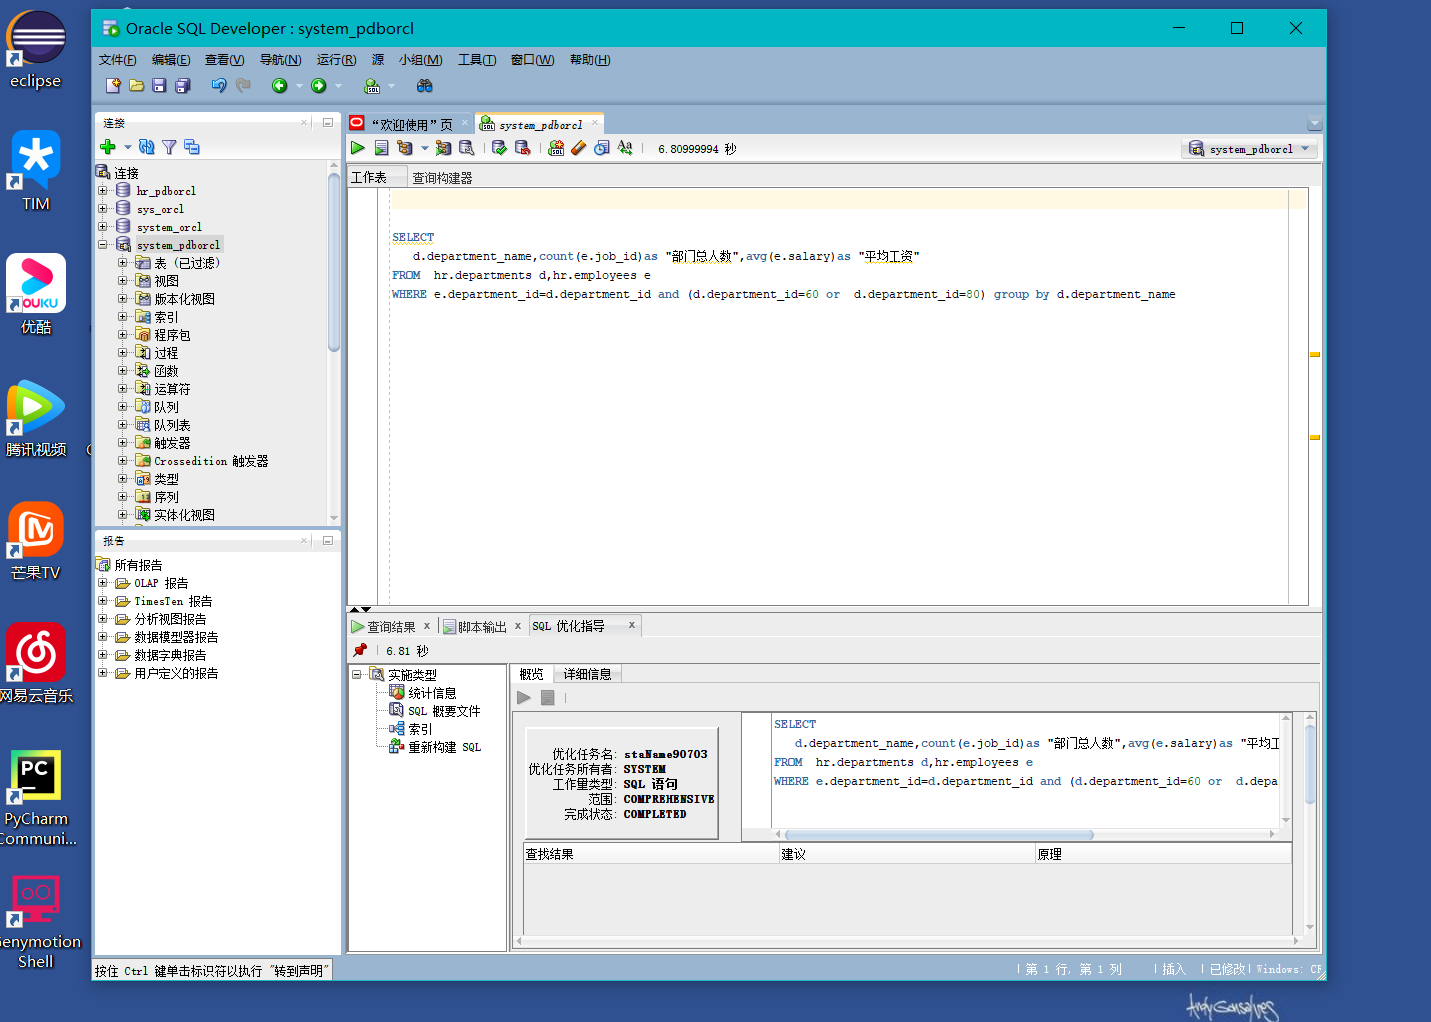 eclipse
TIM
YOUKU
优酷
腾讯视频
芒果TV
网易云音乐
PC
PyCharm
Communi...
Genymotion
Shell
Oracle SQL Developer : system_pdborcl
文件(F) 编辑(E) 查看(V) 导航(N) 运行(R) 源 小组(M) 工具(T) 窗口(W) 帮助(H)
连接
连接
hr_pdborcl
sys_orcl
system_orcl
system_pdborcl
表 (已过滤)
视图
版本化视图
索引
程序包
过程
函数
运算符
队列
队列表
触发器
Crossedition 触发器
类型
序列
实体化视图
报告
所有报告
OLAP 报告
TimesTen 报告
分析视图报告
数据模型器报告
数据字典报告
用户定义的报告
“欢迎使用”页 system_pdborcl
6.80999994 秒 system_pdborcl
工作表 查询构建器
SELECT
d.department_name,count(e.job_id)as "部门总人数",avg(e.salary)as "平均工资"
FROM hr.departments d,hr.employees e
WHERE e.department_id=d.department_id and (d.department_id=60 or d.department_id=80) group by d.department_name
查询结果 x 脚本输出 x SQL 优化指导 x
6.81 秒
实施类型
统计信息
SQL 概要文件
索引
重新构建 SQL
概览 详细信息
优化任务名: staName90703
优化任务所有者: SYSTEM
工作量类型: SQL 语句
范围: COMPREHENSIVE
完成状态: COMPLETED
SELECT
d.department_name,count(e.job_id)as "部门总人数",avg(e.salary)as "平均工
FROM hr.departments d,hr.employees e
WHERE e.department_id=d.department_id and (d.department_id=60 or d.depa
查找结果 建议 原理
按住 Ctrl 键单击标识符以执行 "转到声明"
第 1 行, 第 1 列 插入 已修改 Windows: CF
Andy Gonsalves